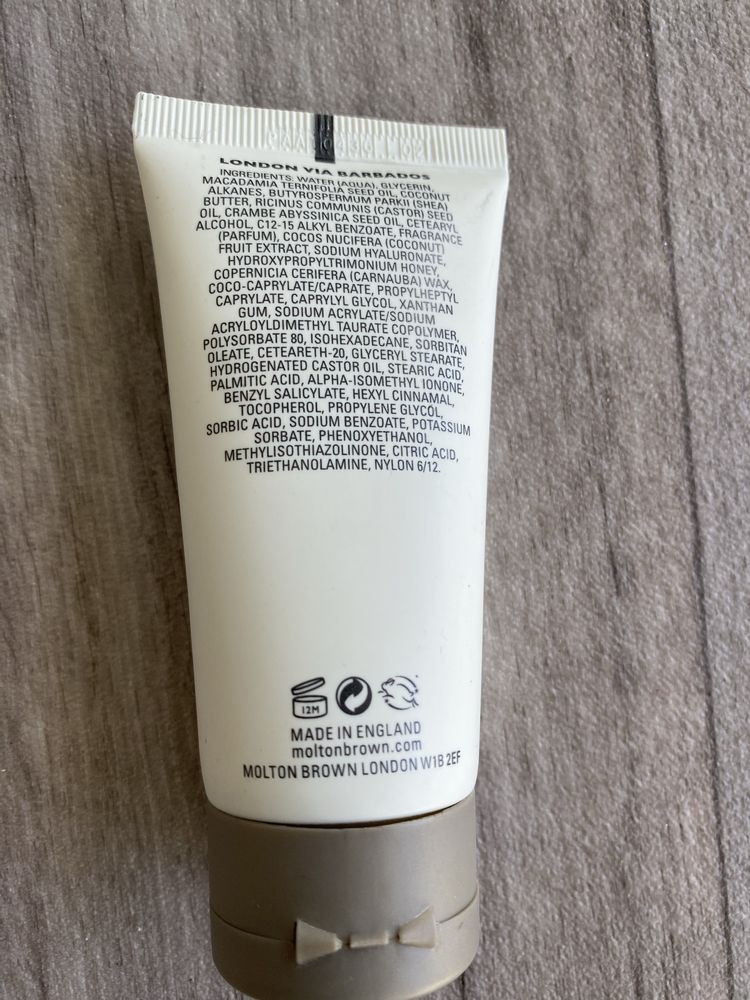 LONDON VIA BARBADOS
INGREDIENTS: WATER (AQUA), GLYCERIN,
MACADAMIA TERNIFOLIA SEED OIL, COCONUT
ALKANES, BUTYROSPERMUM PARKII (SHEA)
BUTTER, RICINUS COMMUNIS (CASTOR) SEED
OIL, CRAMBE ABYSSINICA SEED OIL, CETEARYL
ALCOHOL, C12-15 ALKYL BENZOATE, FRAGRANCE
(PARFUM), COCOS NUCIFERA (COCONUT)
FRUIT EXTRACT, SODIUM HYALURONATE,
HYDROXYPROPYLTRIMONIUM HONEY,
COPERNICIA CERIFERA (CARNAUBA) WAX,
COCO-CAPRYLATE/CAPRATE, PROPYLHEPTYL
CAPRYLATE, CAPRYLYL GLYCOL, XANTHAN
GUM, SODIUM ACRYLATE/SODIUM
ACRYLOYLDIMETHYL TAURATE COPOLYMER,
POLYSORBATE 80, ISOHEXADECANE, SORBITAN
OLEATE, CETEARETH-20, GLYCERYL STEARATE,
HYDROGENATED CASTOR OIL, STEARIC ACID,
PALMITIC ACID, ALPHA-ISOMETHYL IONONE,
BENZYL SALICYLATE, HEXYL CINNAMAL,
TOCOPHEROL, PROPYLENE GLYCOL,
SORBIC ACID, SODIUM BENZOATE, POTASSIUM
SORBATE, PHENOXYETHANOL,
METHYLISOTHIAZOLINONE, CITRIC ACID,
TRIETHANOLAMINE, NYLON 6/12.
12M
MADE IN ENGLAND
moltonbrown.com
MOLTON BROWN LONDON W1B 2EF